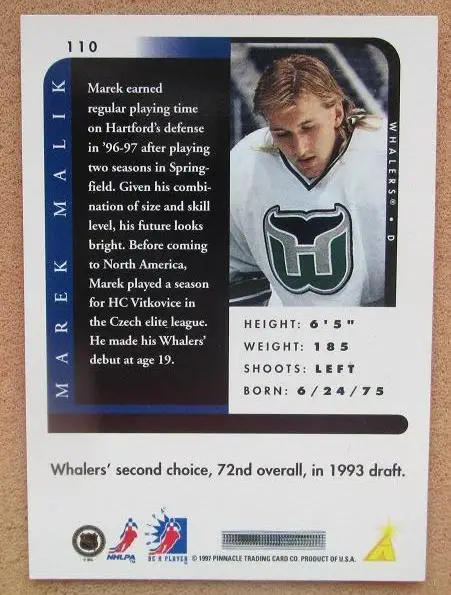 110
MAREK MALIK
Marek earned
regular playing time
on Hartford's defense
in '96-97 after playing
two seasons in Spring-
field. Given his combi-
nation of size and skill
level, his future looks
bright. Before coming
to North America,
Marek played a season
for HC Vitkovice in
the Czech elite league.
He made his Whalers'
debut at age 19.
WHALERS® • D
HEIGHT: 6'5"
WEIGHT: 185
SHOOTS: LEFT
BORN: 6/24/75
Whalers' second choice, 72nd overall, in 1993 draft.
NHLPA
BE A PLAYER
© 1997 PINNACLE TRADING CARD CO. PRODUCT OF U.S.A.